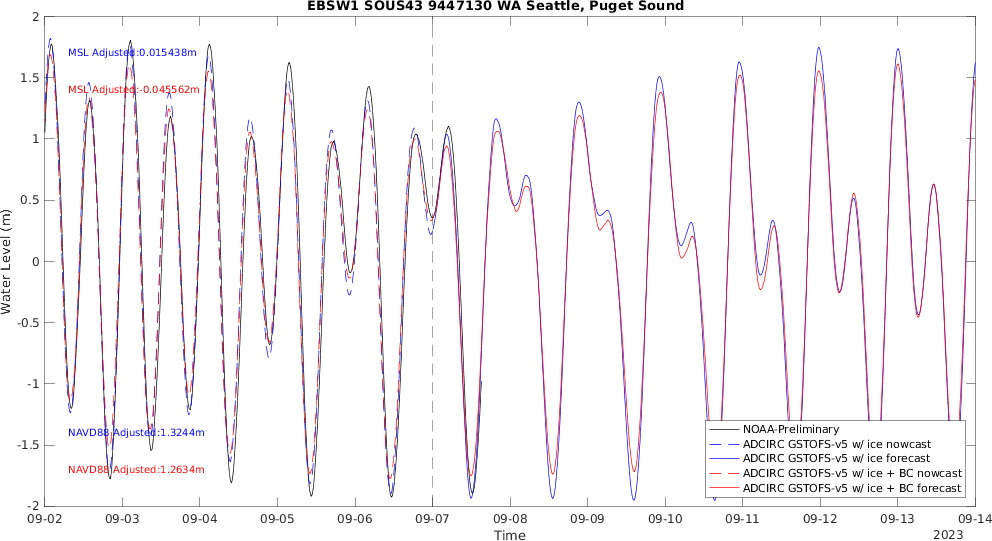 EBSW1 SOUS43 9447130 WA Seattle, Puget Sound
2
1.5
1
0.5
0
-0.5
-1
-1.5
-2
Water Level (m)
MSL Adjusted:0.015438m
MSL Adjusted:-0.045562m
NAVD88 Adjusted:1.3244m
NAVD88 Adjusted:1.2634m
NOAA-Preliminary
ADCIRC GSTOFS-v5 w/ ice nowcast
ADCIRC GSTOFS-v5 w/ ice forecast
ADCIRC GSTOFS-v5 w/ ice + BC nowcast
ADCIRC GSTOFS-v5 w/ ice + BC forecast
09-02 09-03 09-04 09-05 09-06 09-07 09-08 09-09 09-10 09-11 09-12 09-13 09-14
Time
2023